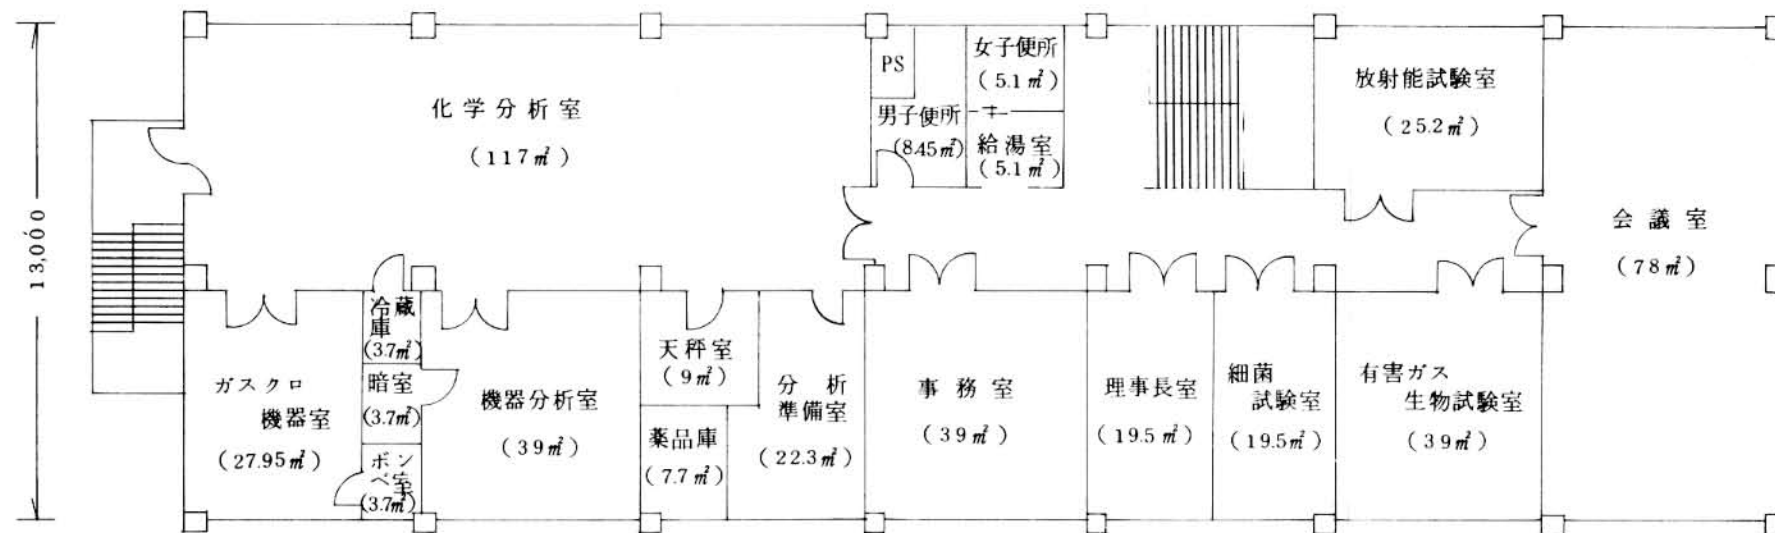 13,000
化学分析室
(117㎡)
PS
男子便所
(8.45㎡)
女子便所
(5.1㎡)
給湯室
(5.1㎡)
放射能試験室
(25.2㎡)
会議室
(78㎡)
ガスクロ
機器室
(27.95㎡)
冷蔵
庫
(3.7㎡)
暗室
(3.7㎡)
ボン
ベ室
(3.7㎡)
機器分析室
(39㎡)
天秤室
(9㎡)
薬品庫
(7.7㎡)
分析
準備室
(22.3㎡)
事務室
(39㎡)
理事長室
(19.5㎡)
細菌
試験室
(19.5㎡)
有害ガス
生物試験室
(39㎡)